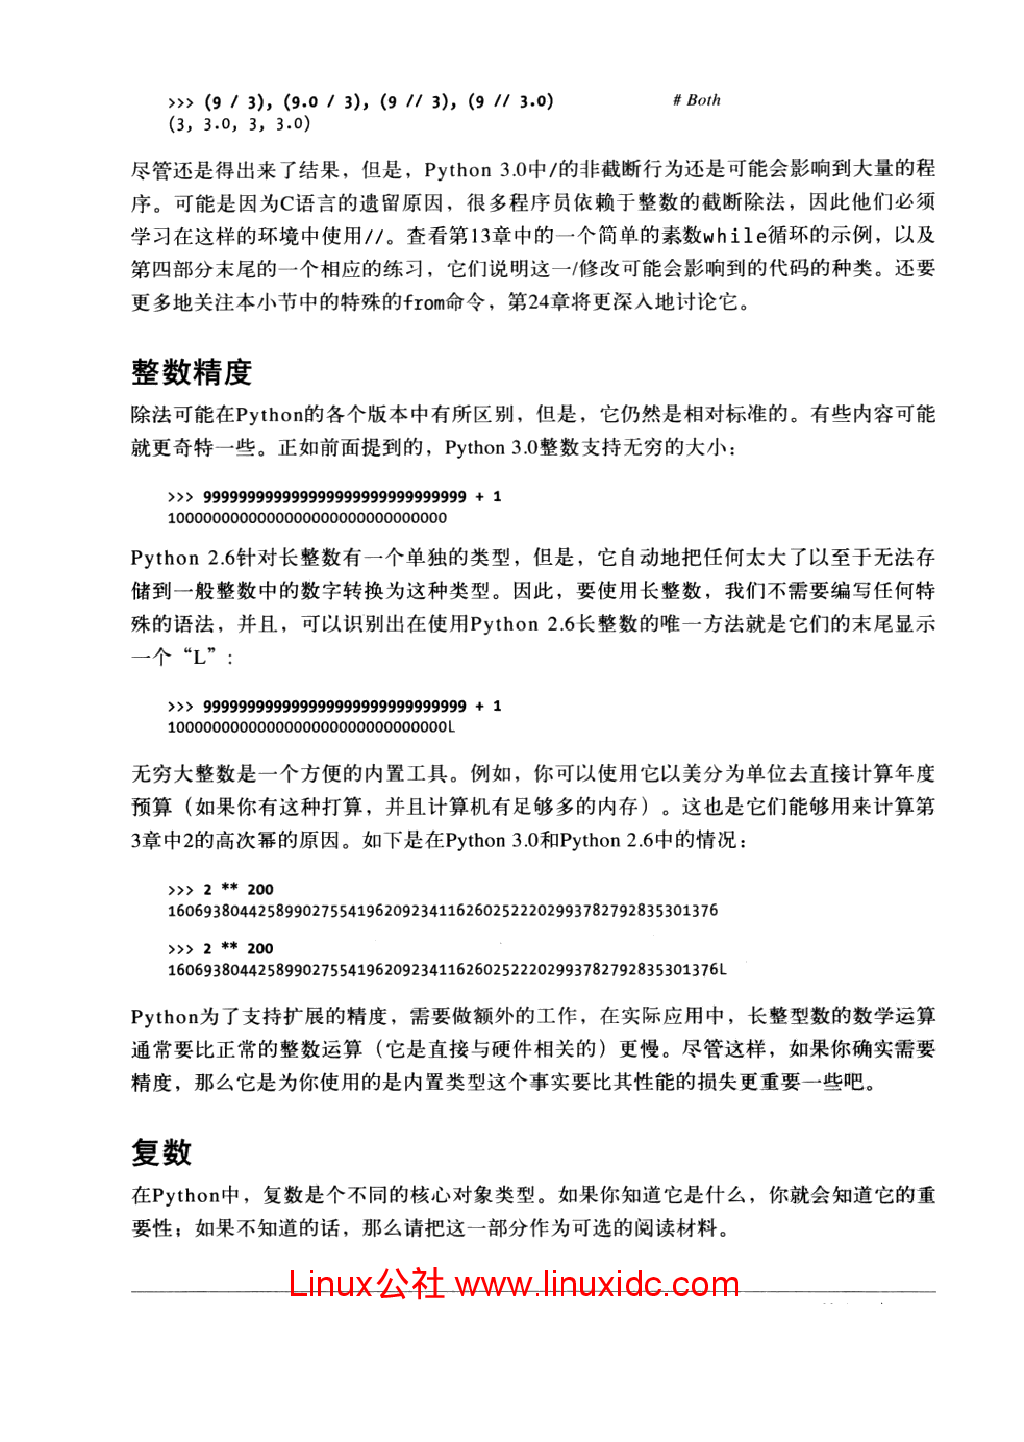 >>> (9 / 3), (9.0 / 3), (9 // 3), (9 // 3.0) # Both
(3, 3.0, 3, 3.0)
尽管还是得出来了结果，但是，Python 3.0中/的非截断行为还是可能会影响到大量的程
序。可能是因为C语言的遗留原因，很多程序员依赖于整数的截断除法，因此他们必须
学习在这样的环境中使用//。查看第13章中的一个简单的素数while循环的示例，以及
第四部分末尾的一个相应的练习，它们说明这一/修改可能会影响到的代码的种类。还要
更多地关注本小节中的特殊的from命令，第24章将更深入地讨论它。
整数精度
除法可能在Python的各个版本中有所区别，但是，它仍然是相对标准的。有些内容可能
就更奇特一些。正如前面提到的，Python 3.0整数支持无穷的大小：
>>> 999999999999999999999999999999 + 1
1000000000000000000000000000000
Python 2.6针对长整数有一个单独的类型，但是，它自动地把任何太大了以至于无法存
储到一般整数中的数字转换为这种类型。因此，要使用长整数，我们不需要编写任何特
殊的语法，并且，可以识别出在使用Python 2.6长整数的唯一方法就是它们的末尾显示
一个“L”：
>>> 999999999999999999999999999999 + 1
1000000000000000000000000000000L
无穷大整数是一个方便的内置工具。例如，你可以使用它以美分为单位去直接计算年度
预算（如果你有这种打算，并且计算机有足够多的内存）。这也是它们能够用来计算第
3章中2的高次幂的原因。如下是在Python 3.0和Python 2.6中的情况：
>>> 2 ** 200
1606938044258990275541962092341162602522202993782792835301376
>>> 2 ** 200
1606938044258990275541962092341162602522202993782792835301376L
Python为了支持扩展的精度，需要做额外的工作，在实际应用中，长整型数的数学运算
通常要比正常的整数运算（它是直接与硬件相关的）更慢。尽管这样，如果你确实需要
精度，那么它是为你使用的是内置类型这个事实要比其性能的损失更重要一些吧。
复数
在Python中，复数是个不同的核心对象类型。如果你知道它是什么，你就会知道它的重
要性；如果不知道的话，那么请把这一部分作为可选的阅读材料。
Linux公社 www.linuxidc.com